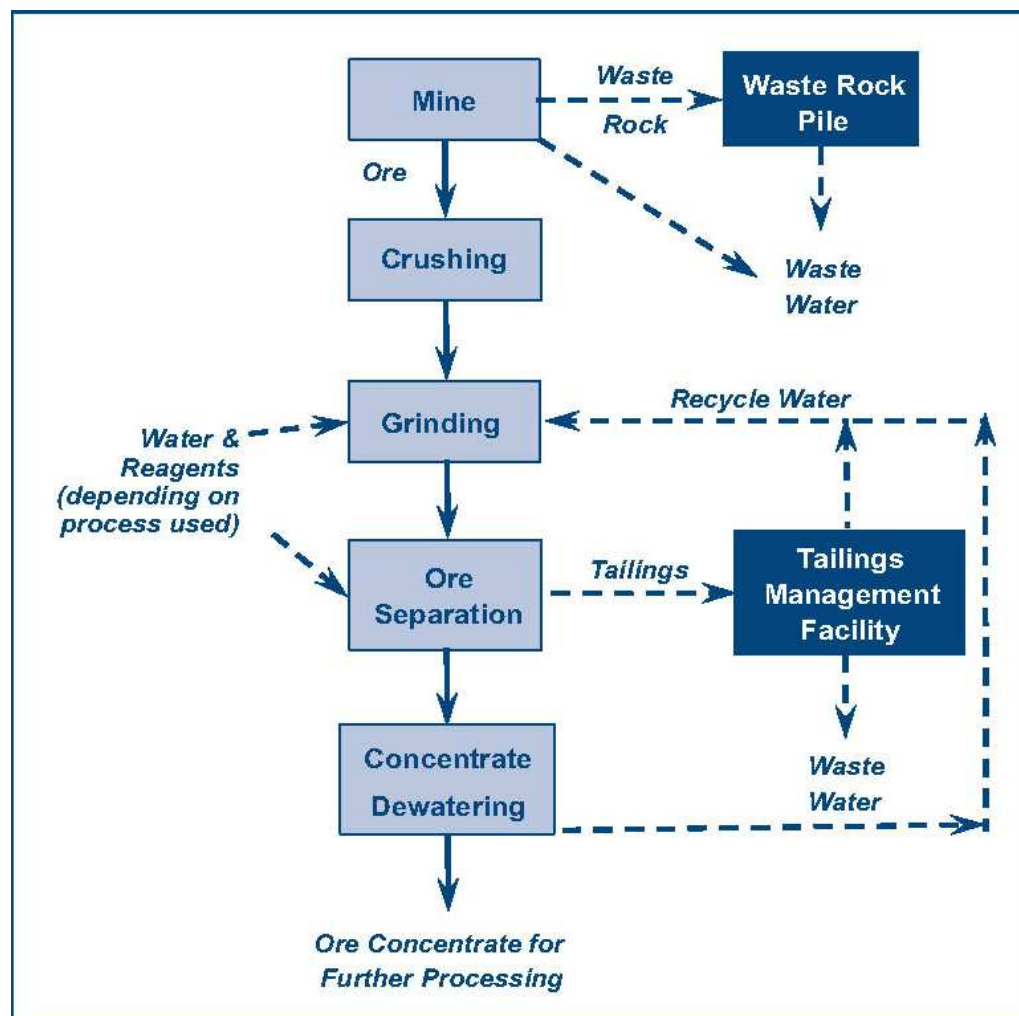 Mine
Waste
Rock
Waste Rock
Pile
Ore
Crushing
Waste
Water
Recycle Water
Grinding
Water &
Reagents
(depending on
process used)
Ore
Separation
Tailings
Tailings
Management
Facility
Concentrate
Dewatering
Waste
Water
Ore Concentrate for
Further Processing